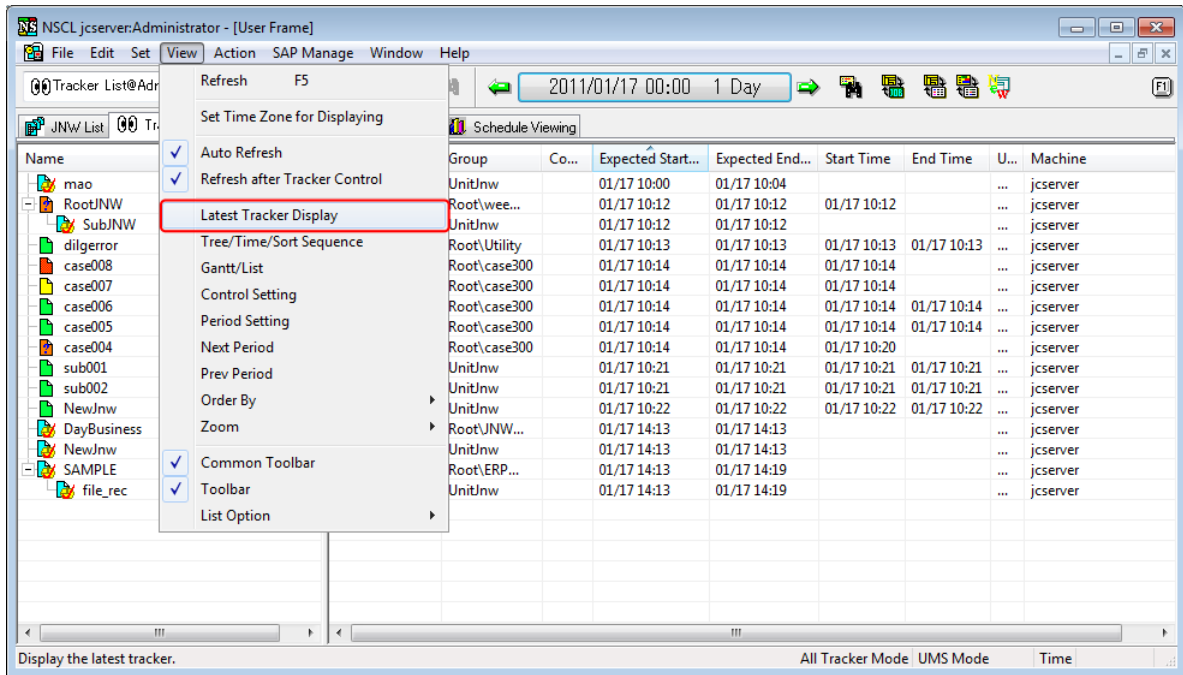 NSCL jcserver:Administrator - [User Frame]
File Edit Set View Action SAP Manage Window Help
Tracker List@Adr
2011/01/17 00:00 1 Day
F1
JNW List Tr
Schedule Viewing
Refresh F5
Set Time Zone for Displaying
Auto Refresh
Refresh after Tracker Control
Latest Tracker Display
Tree/Time/Sort Sequence
Gantt/List
Control Setting
Period Setting
Next Period
Prev Period
Order By
Zoom
Common Toolbar
Toolbar
List Option
Name Group Co... Expected Start... Expected End... Start Time End Time U... Machine
mao UnitJnw 01/17 10:00 01/17 10:04 ... jcserver
RootJNW Root\wee... 01/17 10:12 01/17 10:12 01/17 10:12 ... jcserver
SubJNW UnitJnw 01/17 10:12 01/17 10:12 ... jcserver
dilgerror Root\Utility 01/17 10:13 01/17 10:13 01/17 10:13 01/17 10:13 ... jcserver
case008 Root\case300 01/17 10:14 01/17 10:14 01/17 10:14 ... jcserver
case007 Root\case300 01/17 10:14 01/17 10:14 01/17 10:14 ... jcserver
case006 Root\case300 01/17 10:14 01/17 10:14 01/17 10:14 01/17 10:14 ... jcserver
case005 Root\case300 01/17 10:14 01/17 10:14 01/17 10:14 01/17 10:14 ... jcserver
case004 Root\case300 01/17 10:14 01/17 10:14 01/17 10:20 ... jcserver
sub001 UnitJnw 01/17 10:21 01/17 10:21 01/17 10:21 01/17 10:21 ... jcserver
sub002 UnitJnw 01/17 10:21 01/17 10:21 01/17 10:21 01/17 10:21 ... jcserver
NewJnw UnitJnw 01/17 10:22 01/17 10:22 01/17 10:22 01/17 10:22 ... jcserver
DayBusiness Root\JNW... 01/17 14:13 01/17 14:13 ... jcserver
NewJnw UnitJnw 01/17 14:13 01/17 14:13 ... jcserver
SAMPLE Root\ERP... 01/17 14:13 01/17 14:19 ... jcserver
file_rec UnitJnw 01/17 14:13 01/17 14:19 ... jcserver
Display the latest tracker. All Tracker Mode UMS Mode Time